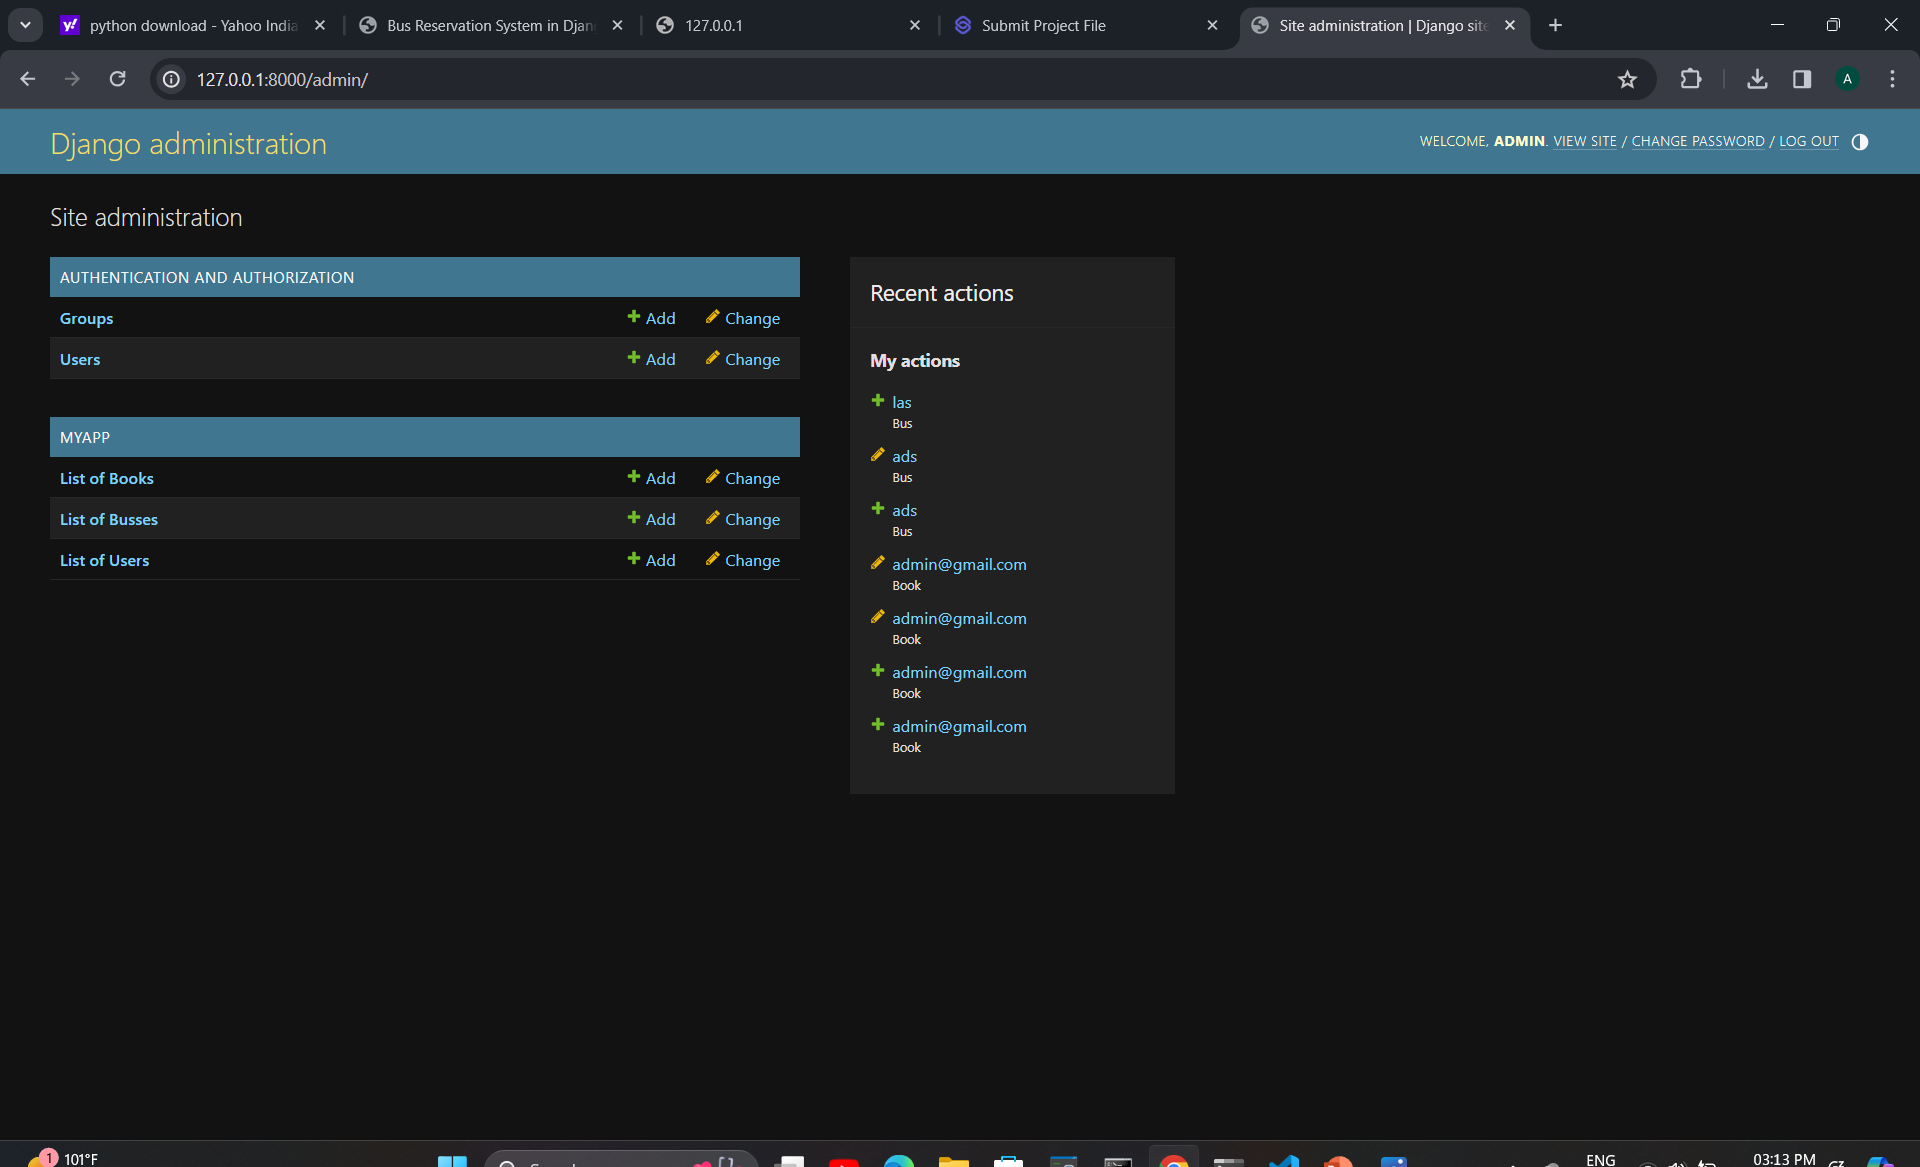 python download - Yahoo India
Bus Reservation System in Djan
127.0.0.1
Submit Project File
Site administration | Django site
127.0.0.1:8000/admin/
A
Django administration
WELCOME, ADMIN. VIEW SITE / CHANGE PASSWORD / LOG OUT
Site administration
AUTHENTICATION AND AUTHORIZATION
Groups Add Change
Users Add Change
MYAPP
List of Books Add Change
List of Busses Add Change
List of Users Add Change
Recent actions
My actions
las
Bus
ads
Bus
ads
Bus
admin@gmail.com
Book
admin@gmail.com
Book
admin@gmail.com
Book
admin@gmail.com
Book
1
101°F
ENG
03:13 PM